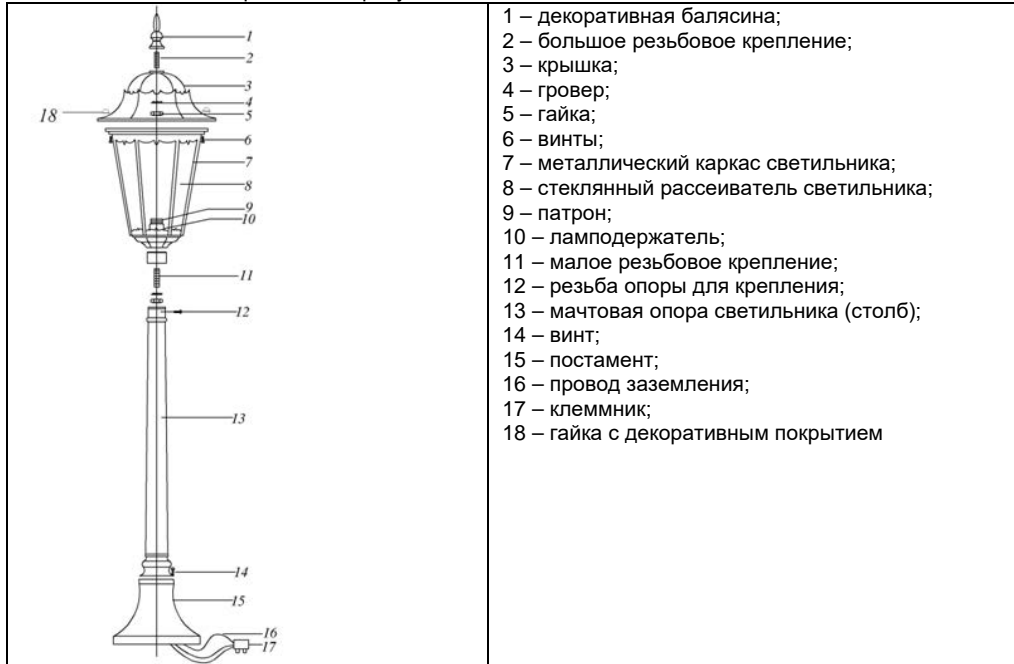 1
2
3
4
18
5
6
7
8
9
10
11
12
13
14
15
16
17
1 – декоративная балясина;
2 – большое резьбовое крепление;
3 – крышка;
4 – гровер;
5 – гайка;
6 – винты;
7 – металлический каркас светильника;
8 – стеклянный рассеиватель светильника;
9 – патрон;
10 – ламподержатель;
11 – малое резьбовое крепление;
12 – резьба опоры для крепления;
13 – мачтовая опора светильника (столб);
14 – винт;
15 – постамент;
16 – провод заземления;
17 – клеммник;
18 – гайка с декоративным покрытием